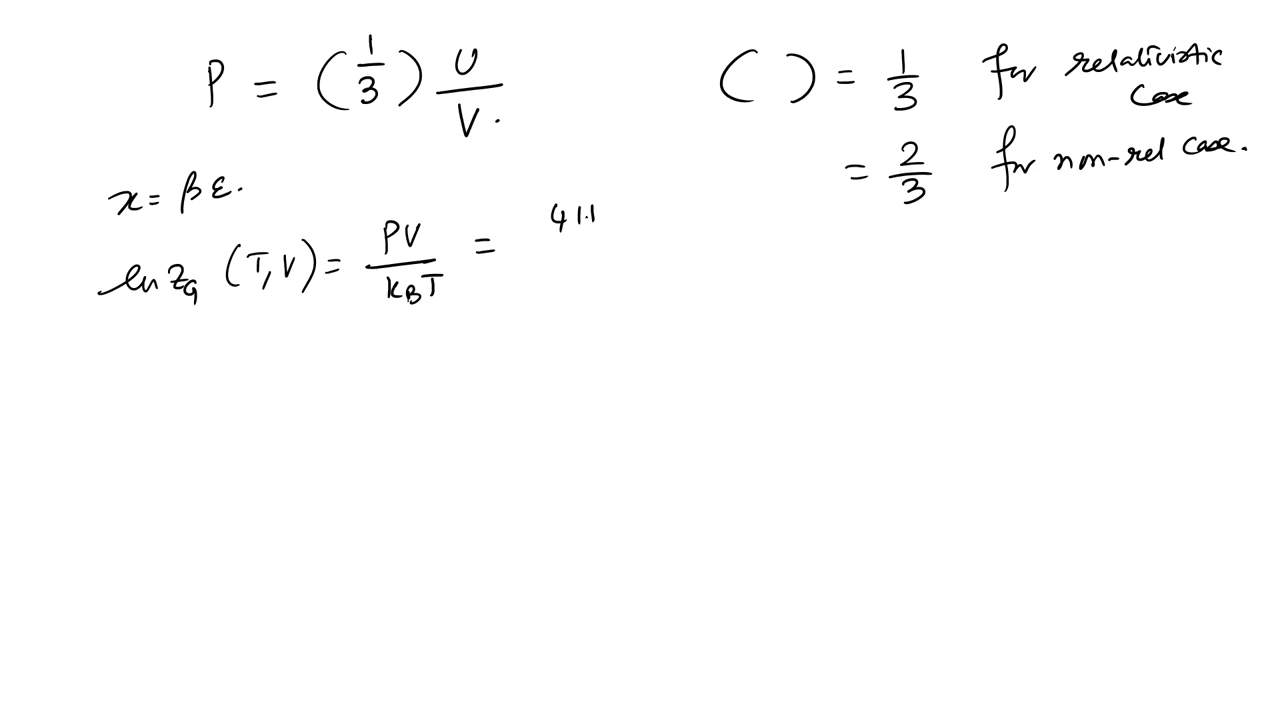 P = (1/3) U/V.
( ) = 1/3 for relativistic case
= 2/3 for non-rel case.
x = βε.
ln Z_G (T, V) = PV/k_BT = 4